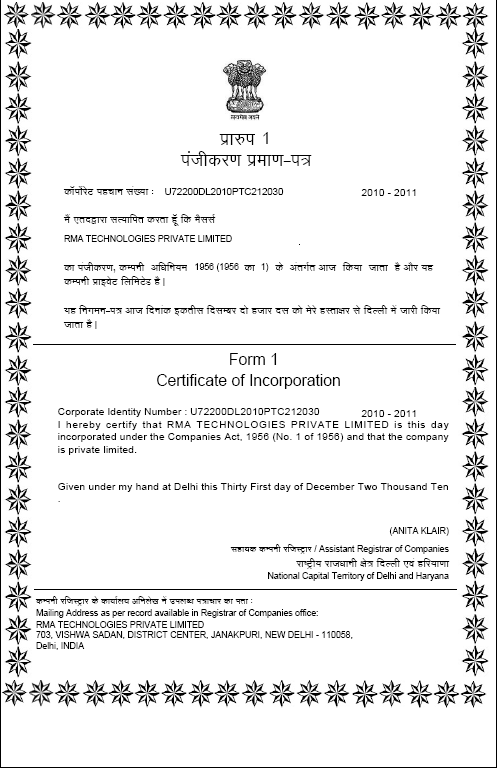 सत्यमेव जयते
प्रारुप 1
पंजीकरण प्रमाण-पत्र
कॉर्पोरेट पहचान संख्या : U72200DL2010PTC212030 2010 - 2011
मैं एतदद्वारा सत्यापित करता हूँ कि मैसर्स
RMA TECHNOLOGIES PRIVATE LIMITED
का पंजीकरण, कम्पनी अधिनियम 1956 (1956 का 1) के अंतर्गत आज किया जाता है और यह
कम्पनी प्राइवेट लिमिटेड है।
यह निगमन-पत्र आज दिनांक इकतीस दिसम्बर दो हजार दस को मेरे हस्ताक्षर से दिल्ली में जारी किया
जाता है।
Form 1
Certificate of Incorporation
Corporate Identity Number : U72200DL2010PTC212030 2010 - 2011
I hereby certify that RMA TECHNOLOGIES PRIVATE LIMITED is this day
incorporated under the Companies Act, 1956 (No. 1 of 1956) and that the company
is private limited.
Given under my hand at Delhi this Thirty First day of December Two Thousand Ten
.
(ANITA KLAIR)
सहायक कम्पनी रजिस्ट्रार / Assistant Registrar of Companies
राष्ट्रीय राजधानी क्षेत्र दिल्ली एवं हरियाणा
National Capital Territory of Delhi and Haryana
कम्पनी रजिस्ट्रार के कार्यालय अभिलेख में उपलब्ध पत्राचार का पता :
Mailing Address as per record available in Registrar of Companies office:
RMA TECHNOLOGIES PRIVATE LIMITED
703, VISHWA SADAN, DISTRICT CENTER, JANAKPURI, NEW DELHI - 110058,
Delhi, INDIA